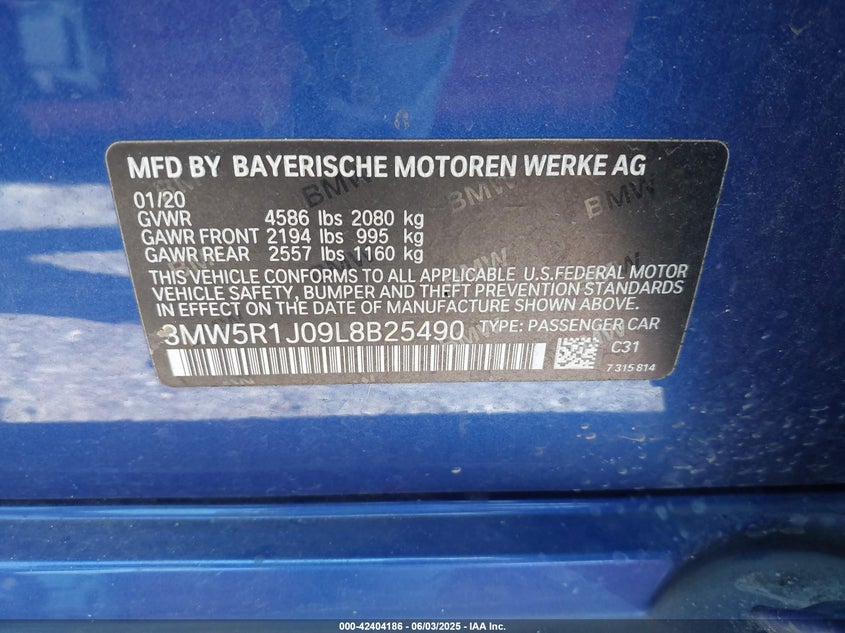 MFD BY BAYERISCHE MOTOREN WERKE AG
01/20
GVWR 4586 lbs 2080 kg
GAWR FRONT 2194 lbs 995 kg
GAWR REAR 2557 lbs 1160 kg
THIS VEHICLE CONFORMS TO ALL APPLICABLE U.S.FEDERAL MOTOR
VEHICLE SAFETY, BUMPER AND THEFT PREVENTION STANDARDS
IN EFFECT ON THE DATE OF MANUFACTURE SHOWN ABOVE.
3MW5R1J09L8B25490 TYPE: PASSENGER CAR
C31
7 315 814
BMW BMW BMW
000-42404186 - 06/03/2025 - IAA Inc.